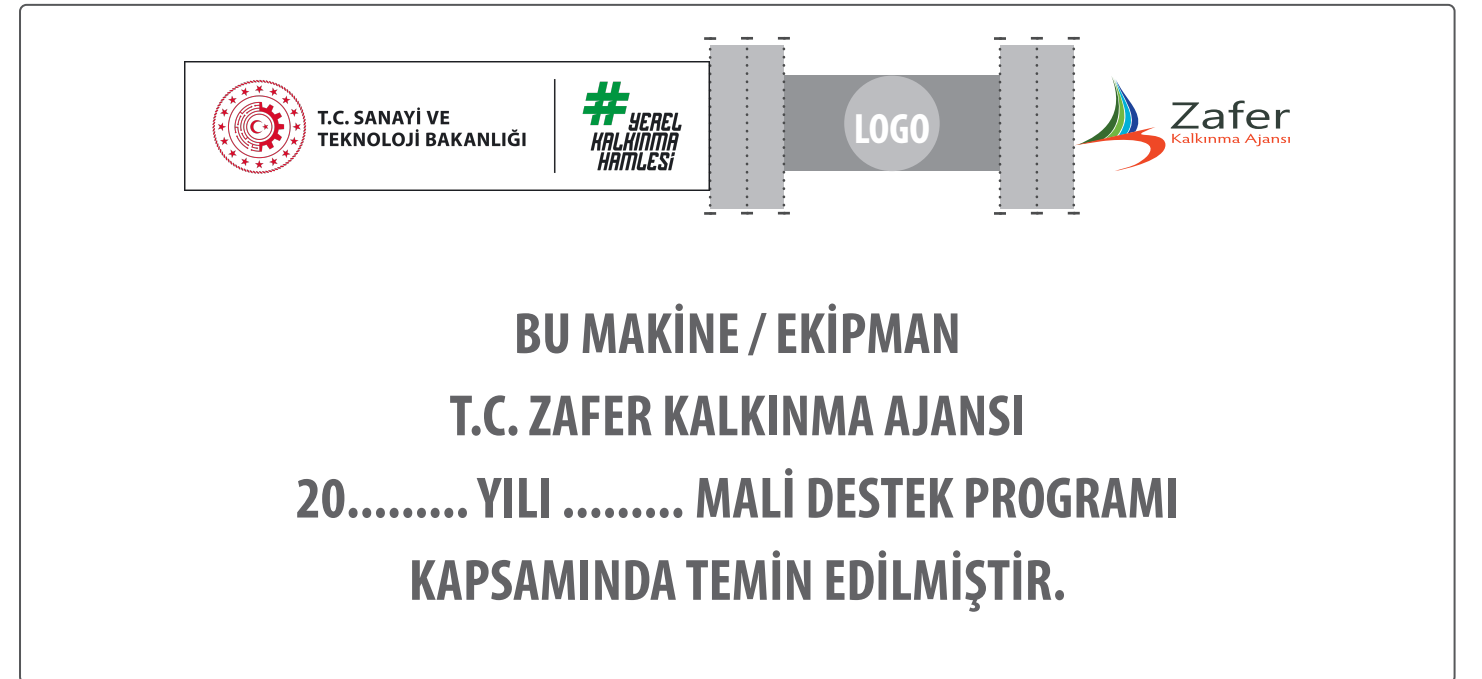 T.C. SANAYİ VE
TEKNOLOJİ BAKANLIĞI
#YEREL
KALKINMA
HAMLESİ
LOGO
Zafer
Kalkınma Ajansı
BU MAKİNE / EKİPMAN
T.C. ZAFER KALKINMA AJANSI
20......... YILI ......... MALİ DESTEK PROGRAMI
KAPSAMINDA TEMİN EDİLMİŞTİR.